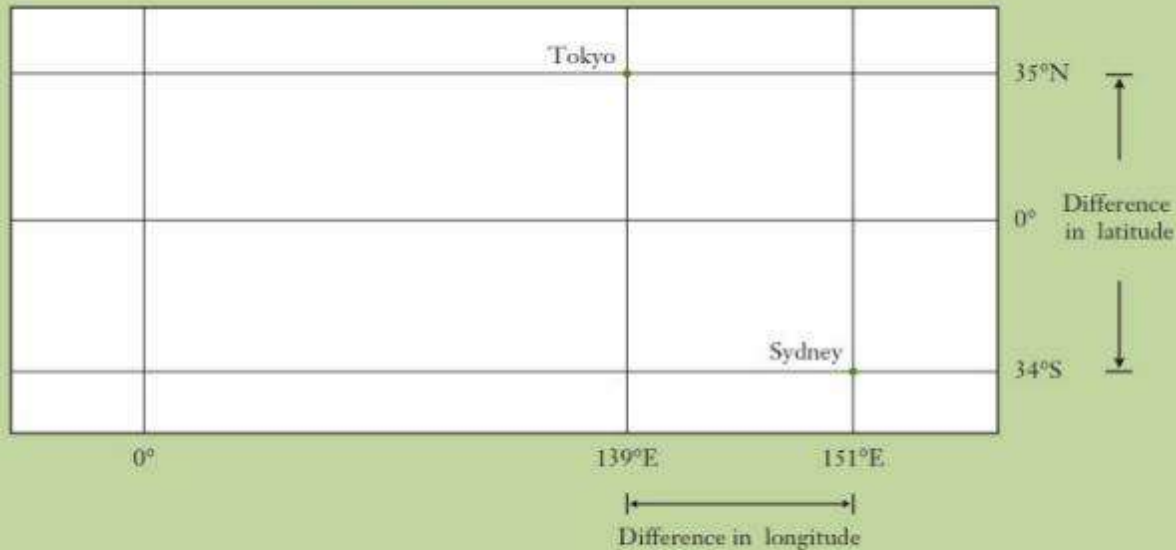 Tokyo
35°N
0°
Difference
in latitude
Sydney
34°S
0°
139°E
151°E
Difference in longitude